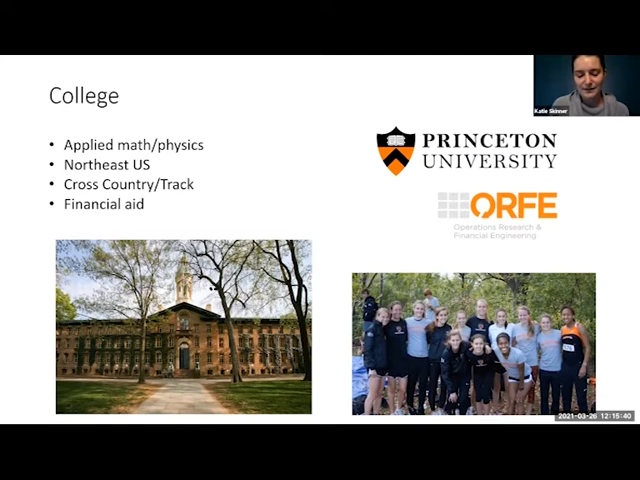 College
Katie Skinner
• Applied math/physics
• Northeast US
• Cross Country/Track
• Financial aid
PRINCETON
UNIVERSITY
ORFE
Operations Research &
Financial Engineering
2021-03-26 12:15:40